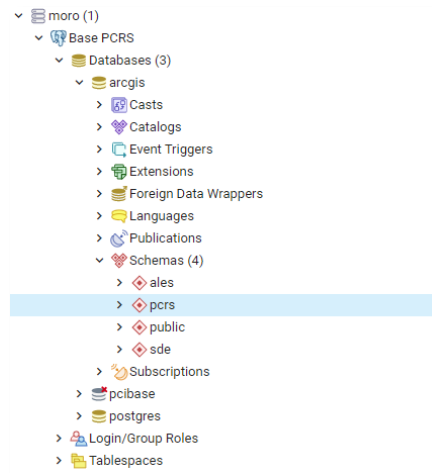 moro (1)
Base PCRS
Databases (3)
arcgis
Casts
Catalogs
Event Triggers
Extensions
Foreign Data Wrappers
Languages
Publications
Schemas (4)
ales
pcrs
public
sde
Subscriptions
pcibase
postgres
Login/Group Roles
Tablespaces